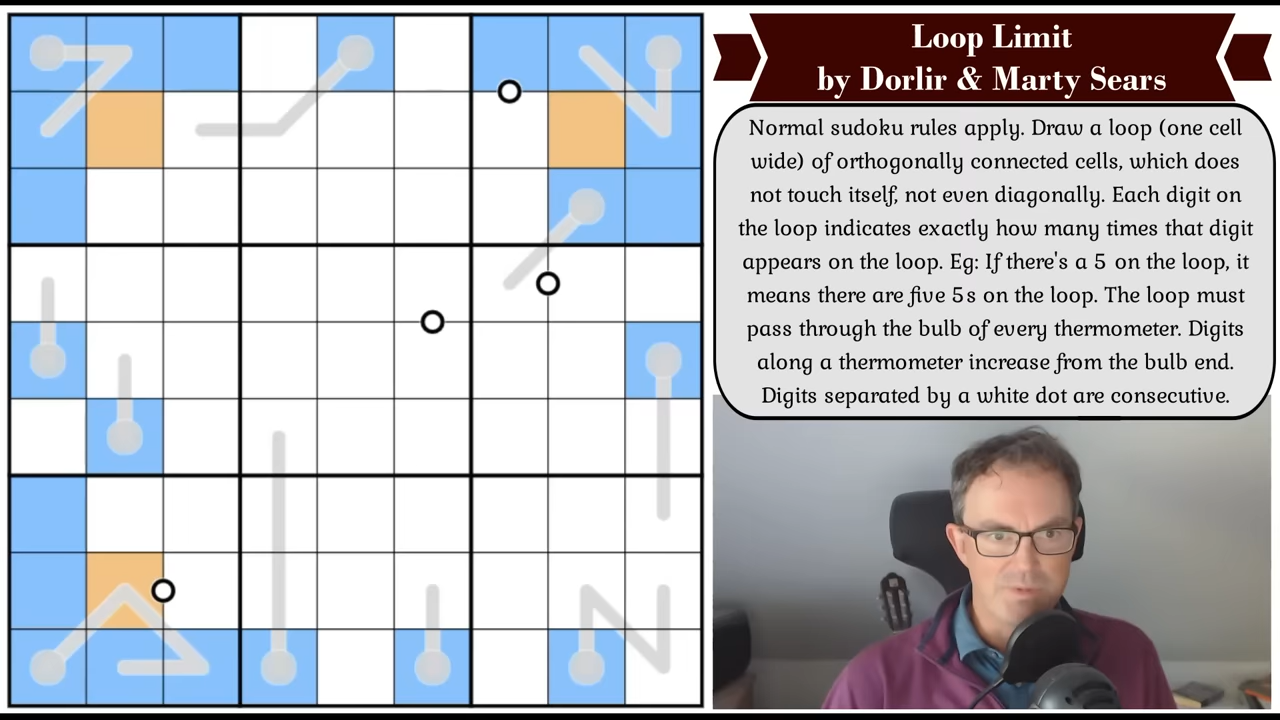 Loop Limit
by Dorlir & Marty Sears
Normal sudoku rules apply. Draw a loop (one cell
wide) of orthogonally connected cells, which does
not touch itself, not even diagonally. Each digit on
the loop indicates exactly how many times that digit
appears on the loop. Eg: If there's a 5 on the loop, it
means there are five 5s on the loop. The loop must
pass through the bulb of every thermometer. Digits
along a thermometer increase from the bulb end.
Digits separated by a white dot are consecutive.